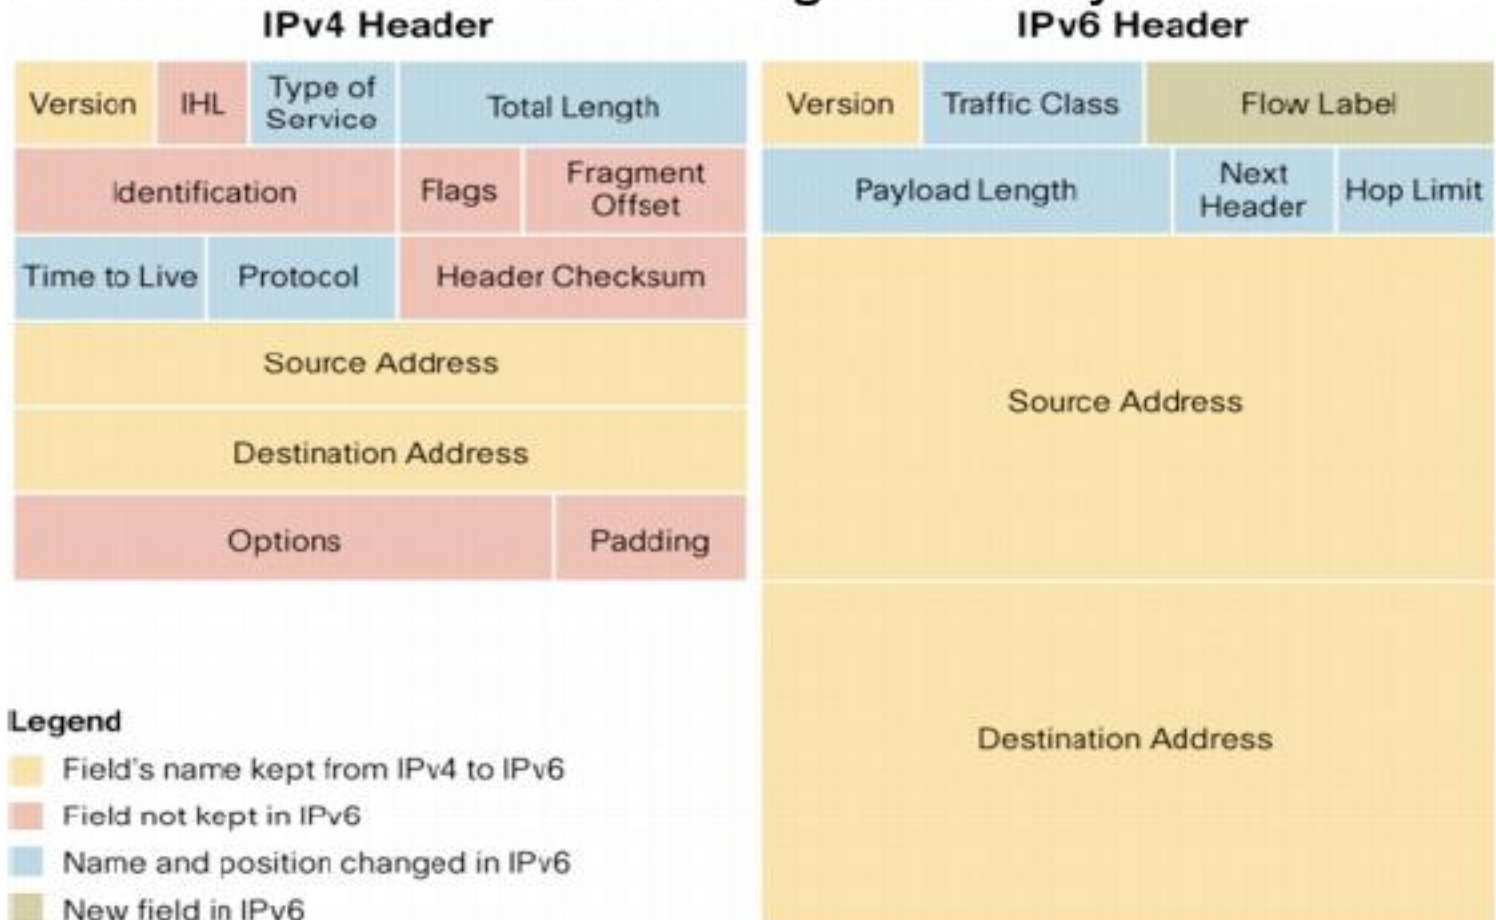 IPv4 Header
IPv6 Header
Version
IHL
Type of
Service
Total Length
Version
Traffic Class
Flow Label
Identification
Flags
Fragment
Offset
Payload Length
Next
Header
Hop Limit
Time to Live
Protocol
Header Checksum
Source Address
Source Address
Destination Address
Options
Padding
Destination Address
Legend
Field's name kept from IPv4 to IPv6
Field not kept in IPv6
Name and position changed in IPv6
New field in IPv6